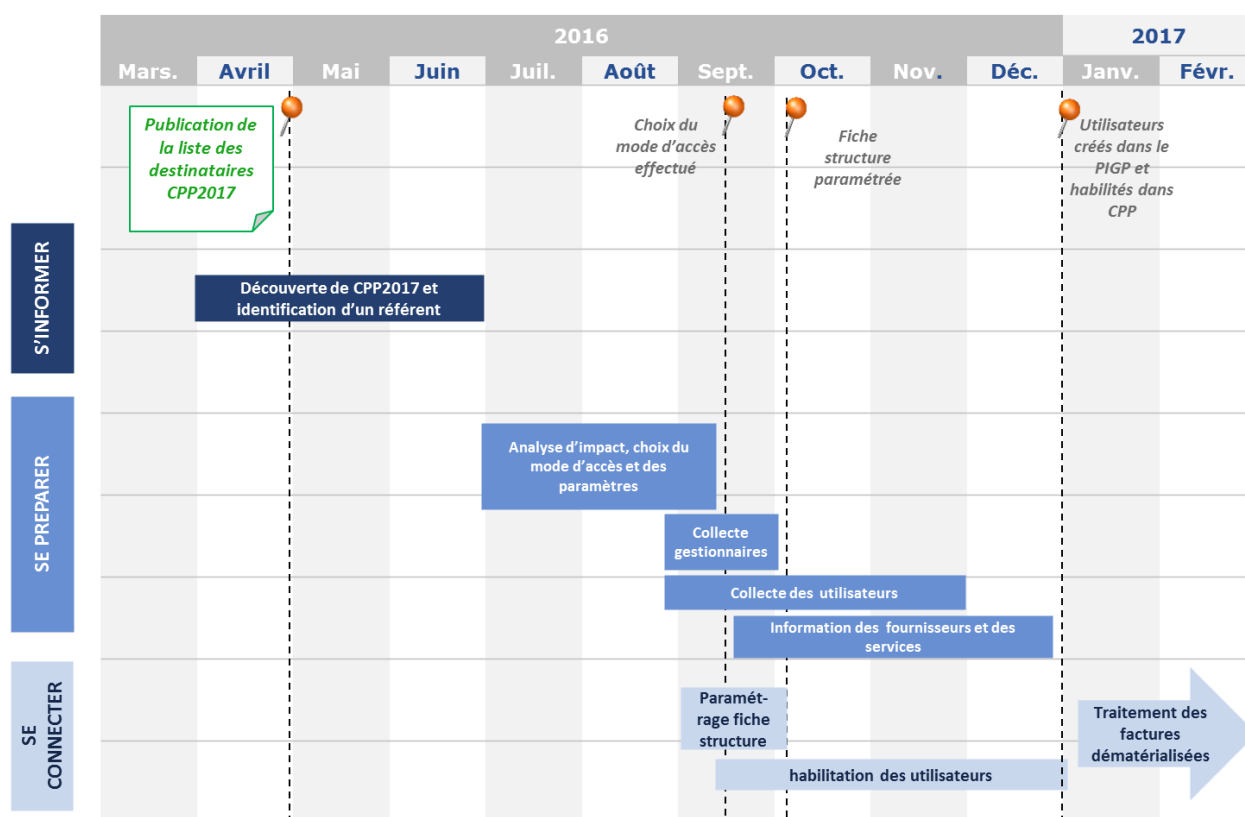 2016
2017
Mars.
Avril
Mai
Juin
Juil.
Août
Sept.
Oct.
Nov.
Déc.
Janv.
Févr.
Publication de
la liste des
destinataires
CPP2017
Choix du
mode d’accès
effectué
Fiche
structure
paramétrée
Utilisateurs
créés dans le
PIGP et
habilités dans
CPP
S’INFORMER
Découverte de CPP2017 et
identification d’un référent
SE PREPARER
Analyse d’impact, choix du
mode d’accès et des
paramètres
Collecte
gestionnaires
Collecte des utilisateurs
Information des fournisseurs et des
services
SE
CONNECTER
Paramét-
rage fiche
structure
Traitement des
factures
dématérialisées
habilitation des utilisateurs